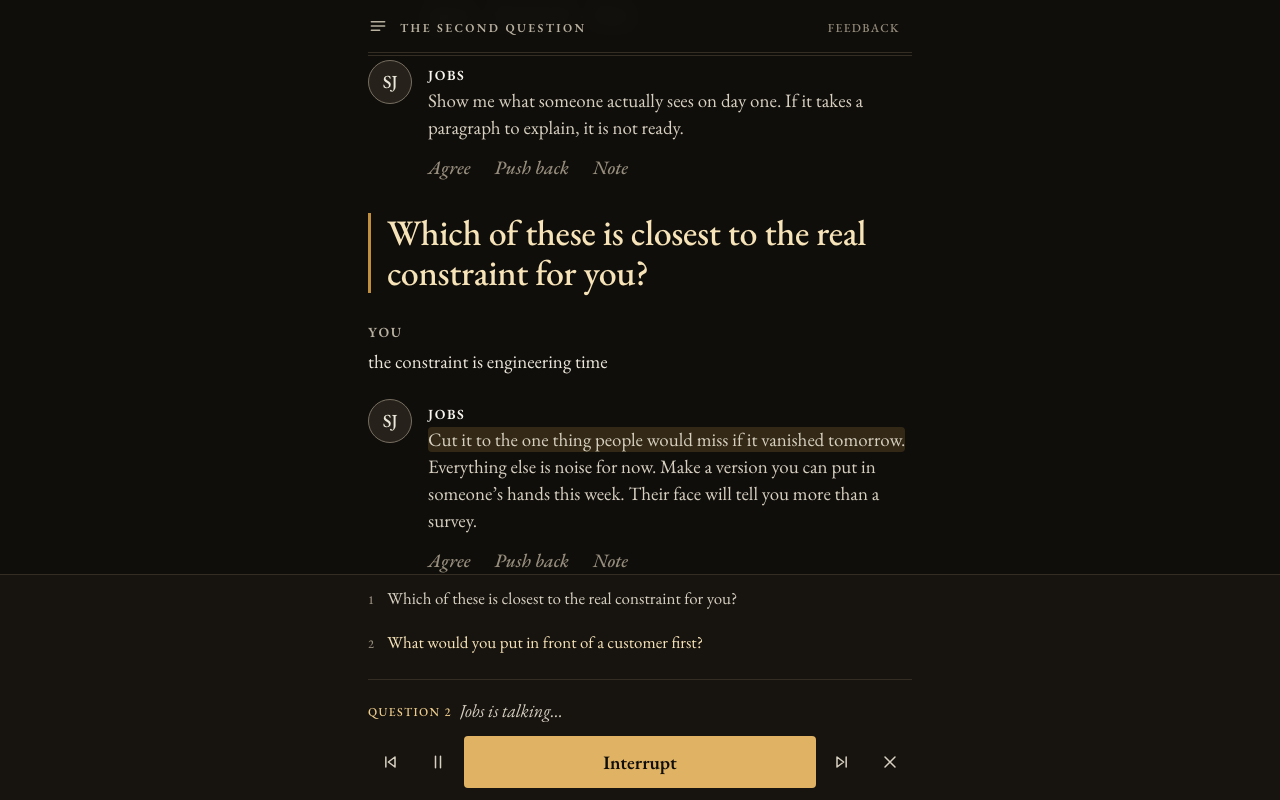 THE SECOND QUESTION
FEEDBACK
SJ
JOBS
Show me what someone actually sees on day one. If it takes a
paragraph to explain, it is not ready.
Agree Push back Note
Which of these is closest to the real
constraint for you?
YOU
the constraint is engineering time
SJ
JOBS
Cut it to the one thing people would miss if it vanished tomorrow.
Everything else is noise for now. Make a version you can put in
someone’s hands this week. Their face will tell you more than a
survey.
Agree Push back Note
1 Which of these is closest to the real constraint for you?
2 What would you put in front of a customer first?
QUESTION 2 Jobs is talking...
Interrupt